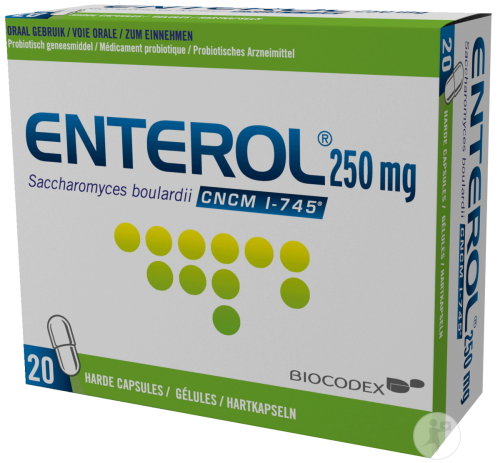 20
ORAAL GEBRUIK / VOIE ORALE / ZUM EINNEHMEN
Probiotisch geneesmiddel / Médicament probiotique / Probiotisches Arzneimittel
ENTEROL® 250 mg
Saccharomyces boulardii CNCM I-745®
20
HARDE CAPSULES / GÉLULES / HARTKAPSELN
BIOCODEX
20
HARDE CAPSULES / GÉLULES / HARTKAPSELN
Saccharomyces boulardii CNCM I-745®
ENTEROL® 250 mg